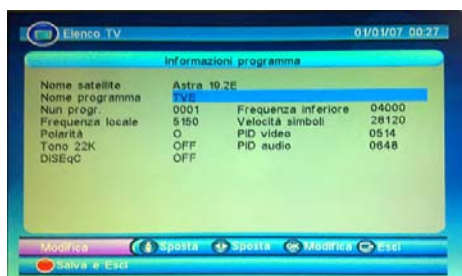 Elenco TV 01/01/07 00:27
Informazioni programma
Nome satellite Astra 19.2E
Nome programma TVE
Nun progr. 0001 Frequenza inferiore 04000
Frequenza locale 5150 Velocità simboli 28120
Polarità O PID video 0514
Tono 22K OFF PID audio 0648
DiSEqC OFF
Modifica Sposta Sposta OK Modifica Esci
Salva e Esci